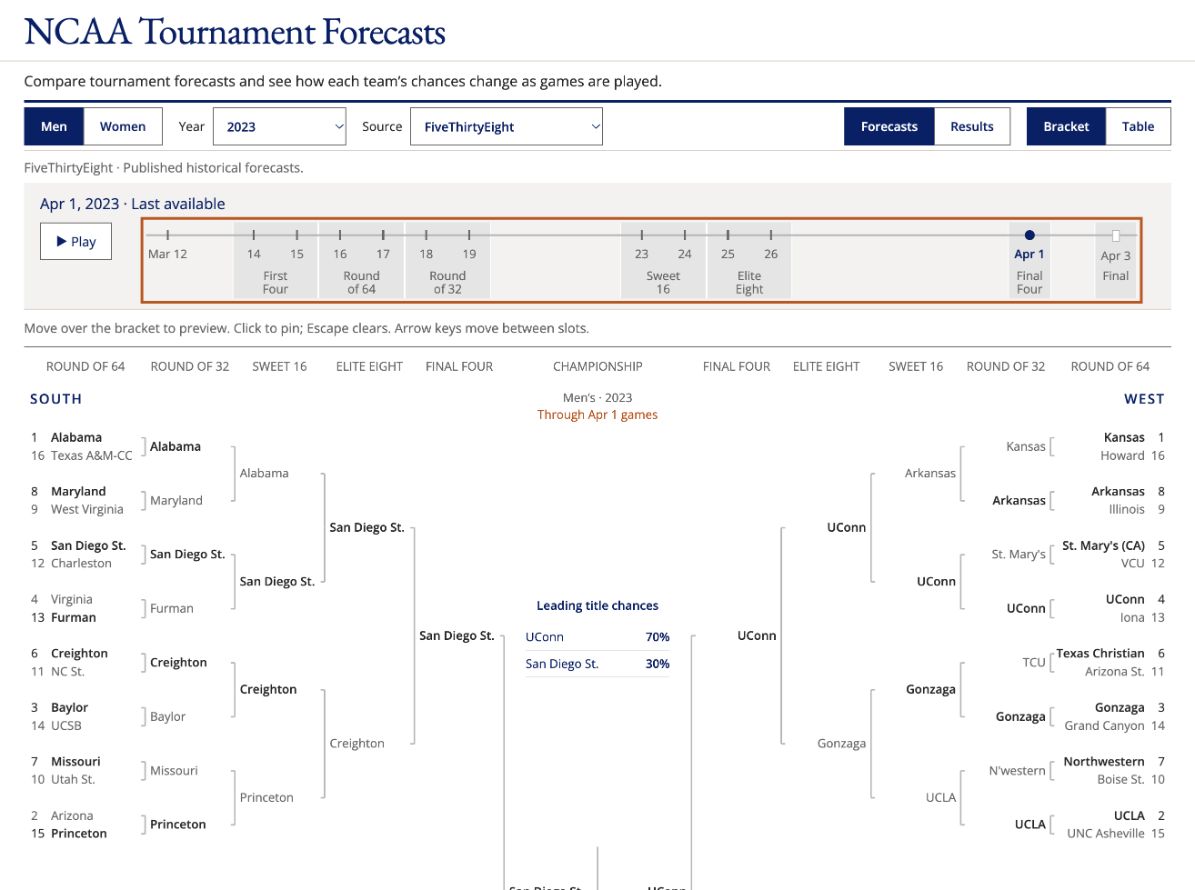 NCAA Tournament Forecasts
Compare tournament forecasts and see how each team's chances change as games are played.
Men Women Year 2023 Source FiveThirtyEight Forecasts Results Bracket Table
FiveThirtyEight · Published historical forecasts.
Apr 1, 2023 · Last available
Play
Mar 12 14 15 16 17 18 19 23 24 25 26 Apr 1 Apr 3
First Four Round of 64 Round of 32 Sweet 16 Elite Eight Final Four Final
Move over the bracket to preview. Click to pin; Escape clears. Arrow keys move between slots.
ROUND OF 64 ROUND OF 32 SWEET 16 ELITE EIGHT FINAL FOUR CHAMPIONSHIP FINAL FOUR ELITE EIGHT SWEET 16 ROUND OF 32 ROUND OF 64
SOUTH Men's · 2023 WEST
Through Apr 1 games
1 Alabama
16 Texas A&M-CC
8 Maryland
9 West Virginia
5 San Diego St.
12 Charleston
4 Virginia
13 Furman
6 Creighton
11 NC St.
3 Baylor
14 UCSB
7 Missouri
10 Utah St.
2 Arizona
15 Princeton
Alabama
Maryland
San Diego St.
Furman
Creighton
Baylor
Missouri
Princeton
Alabama
San Diego St.
Creighton
Princeton
San Diego St.
Creighton
San Diego St.
Leading title chances
UConn 70%
San Diego St. 30%
San Diego St. UConn
UConn
UConn
Gonzaga
Arkansas
UConn
Gonzaga
UCLA
Kansas
Arkansas
St. Mary's
UConn
TCU
Gonzaga
N'western
UCLA
Kansas 1
Howard 16
Arkansas 8
Illinois 9
St. Mary's (CA) 5
VCU 12
UConn 4
Iona 13
Texas Christian 6
Arizona St. 11
Gonzaga 3
Grand Canyon 14
Northwestern 7
Boise St. 10
UCLA 2
UNC Asheville 15